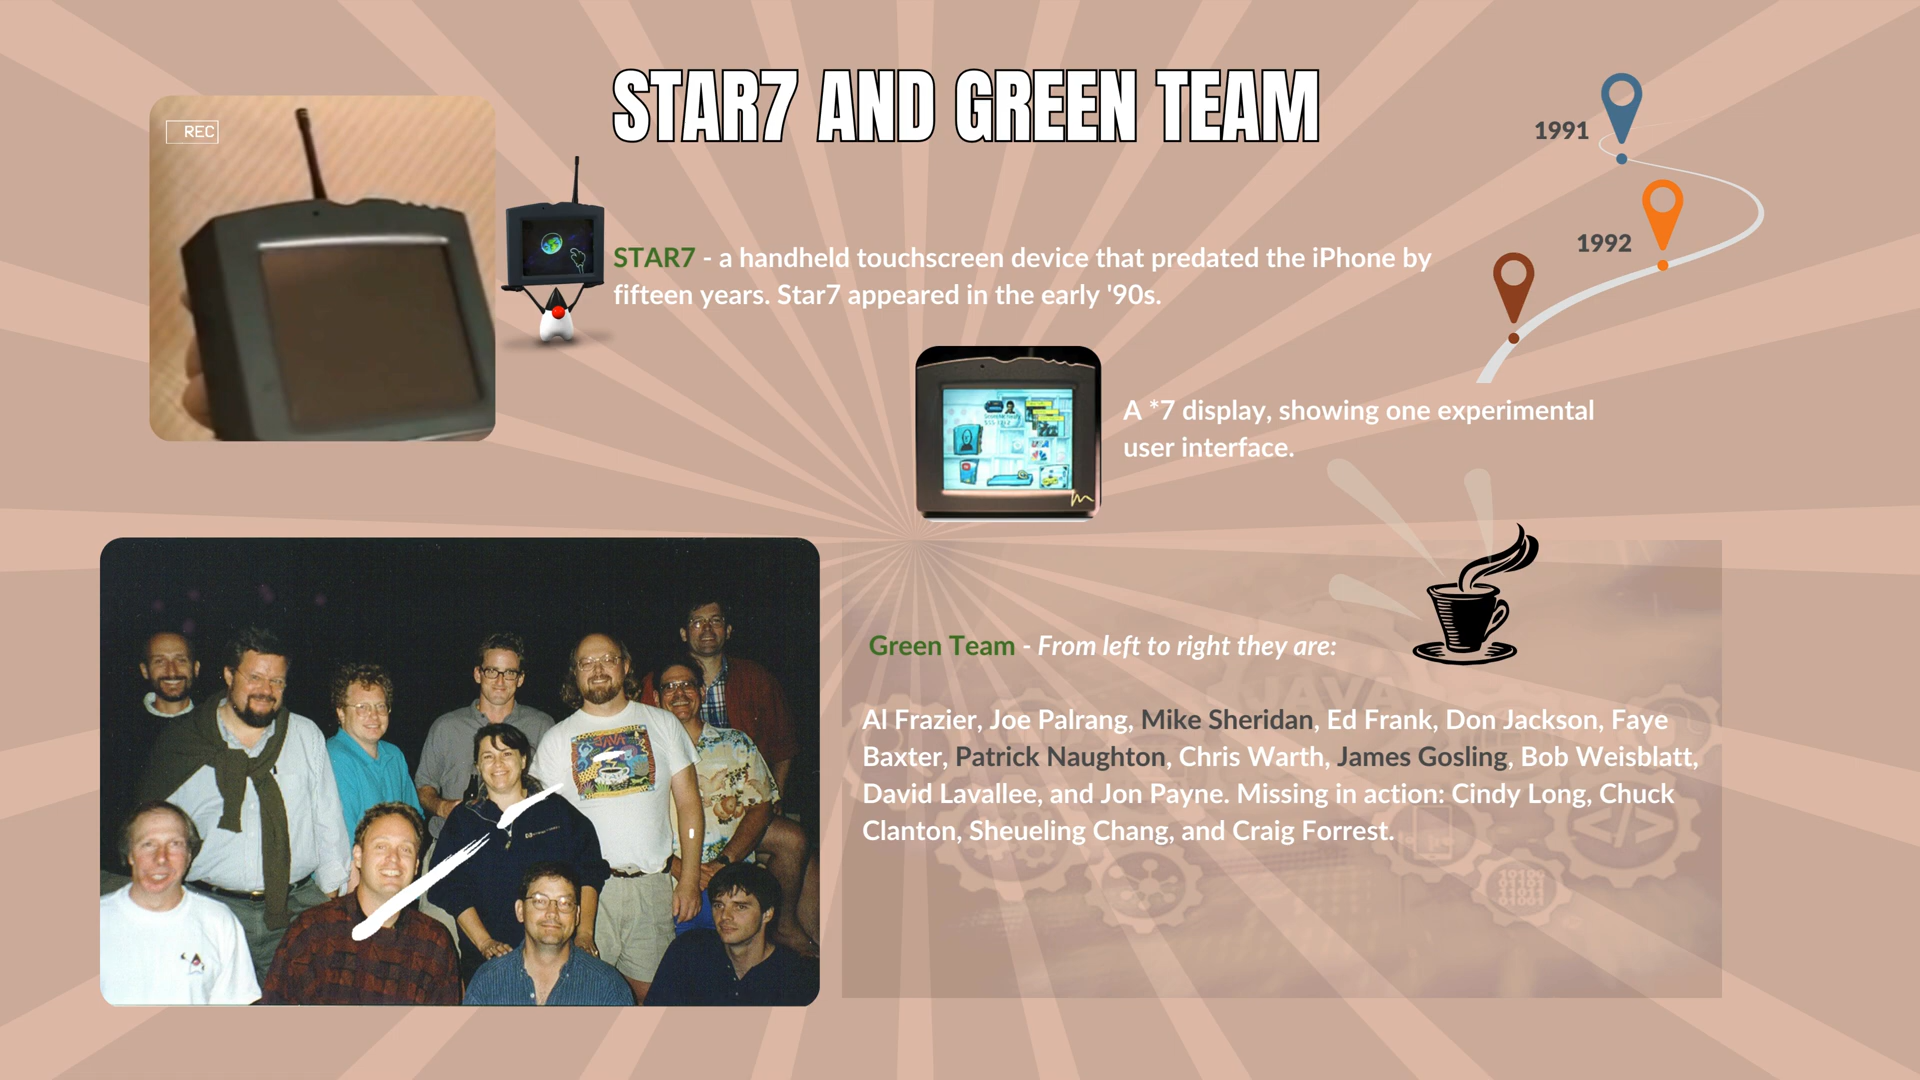 STAR7 AND GREEN TEAM
REC
1991
1992
STAR7 - a handheld touchscreen device that predated the iPhone by
fifteen years. Star7 appeared in the early '90s.
A *7 display, showing one experimental
user interface.
Green Team - From left to right they are:
JAVA
Al Frazier, Joe Palrang, Mike Sheridan, Ed Frank, Don Jackson, Faye
Baxter, Patrick Naughton, Chris Warth, James Gosling, Bob Weisblatt,
David Lavallee, and Jon Payne. Missing in action: Cindy Long, Chuck
Clanton, Sheueling Chang, and Craig Forrest.